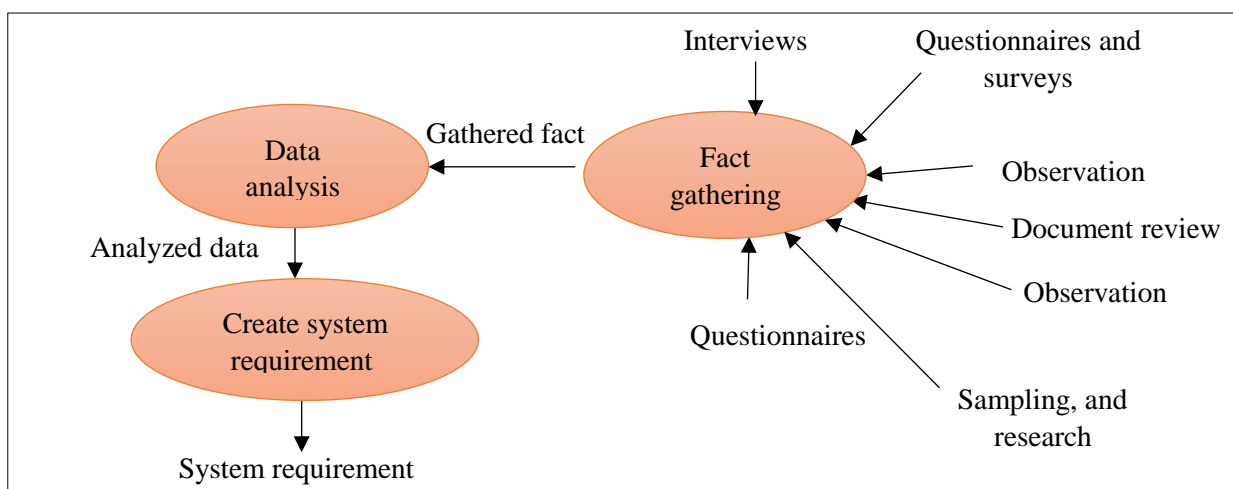 Interviews
Questionnaires and
surveys
Gathered fact
Data
analysis
Fact
gathering
Observation
Document review
Analyzed data
Observation
Create system
requirement
Questionnaires
Sampling, and
research
System requirement